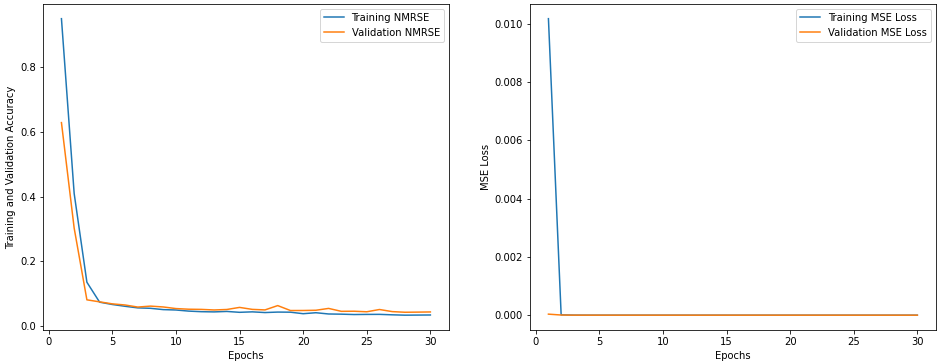 Training NMRSE
Validation NMRSE
Training and Validation Accuracy
0.8
0.6
0.4
0.2
0.0
0 5 10 15 20 25 30
Epochs
Training MSE Loss
Validation MSE Loss
MSE Loss
0.010
0.008
0.006
0.004
0.002
0.000
0 5 10 15 20 25 30
Epochs